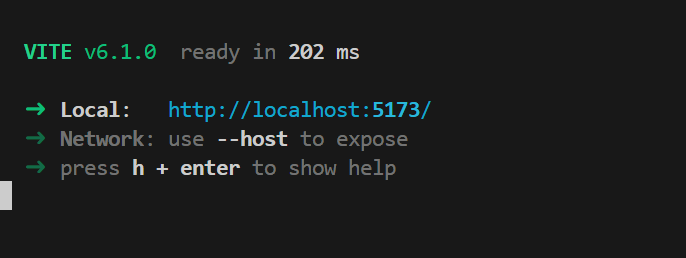 VITE v6.1.0 ready in 202 ms
➜ Local: http://localhost:5173/
➜ Network: use --host to expose
➜ press h + enter to show help